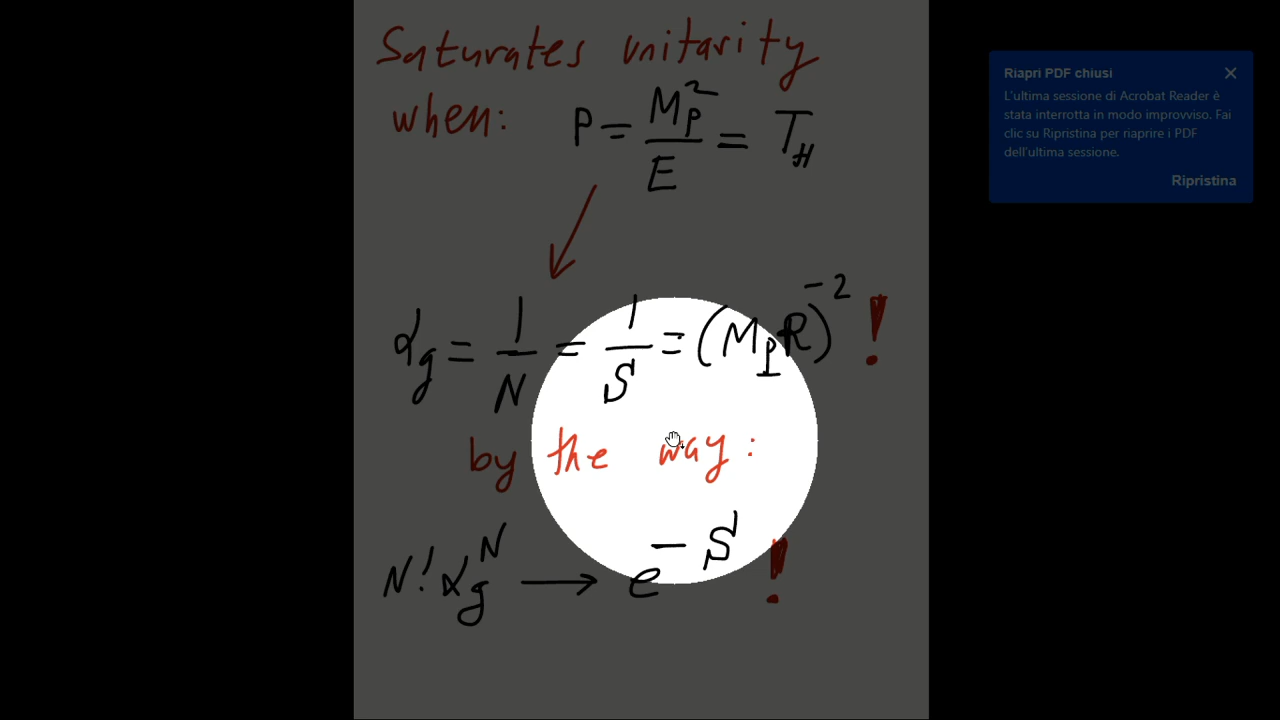 Saturates unitarity
when: P = M_P^2 / E = T_H
α_g = 1/N = 1/S = (M_P R)^{-2} !
by the way:
N! α_g^N → e^{-S} !
Riapri PDF chiusi
L'ultima sessione di Acrobat Reader è
stata interrotta in modo improvviso. Fai
clic su Ripristina per riaprire i PDF
dell'ultima sessione.
Ripristina